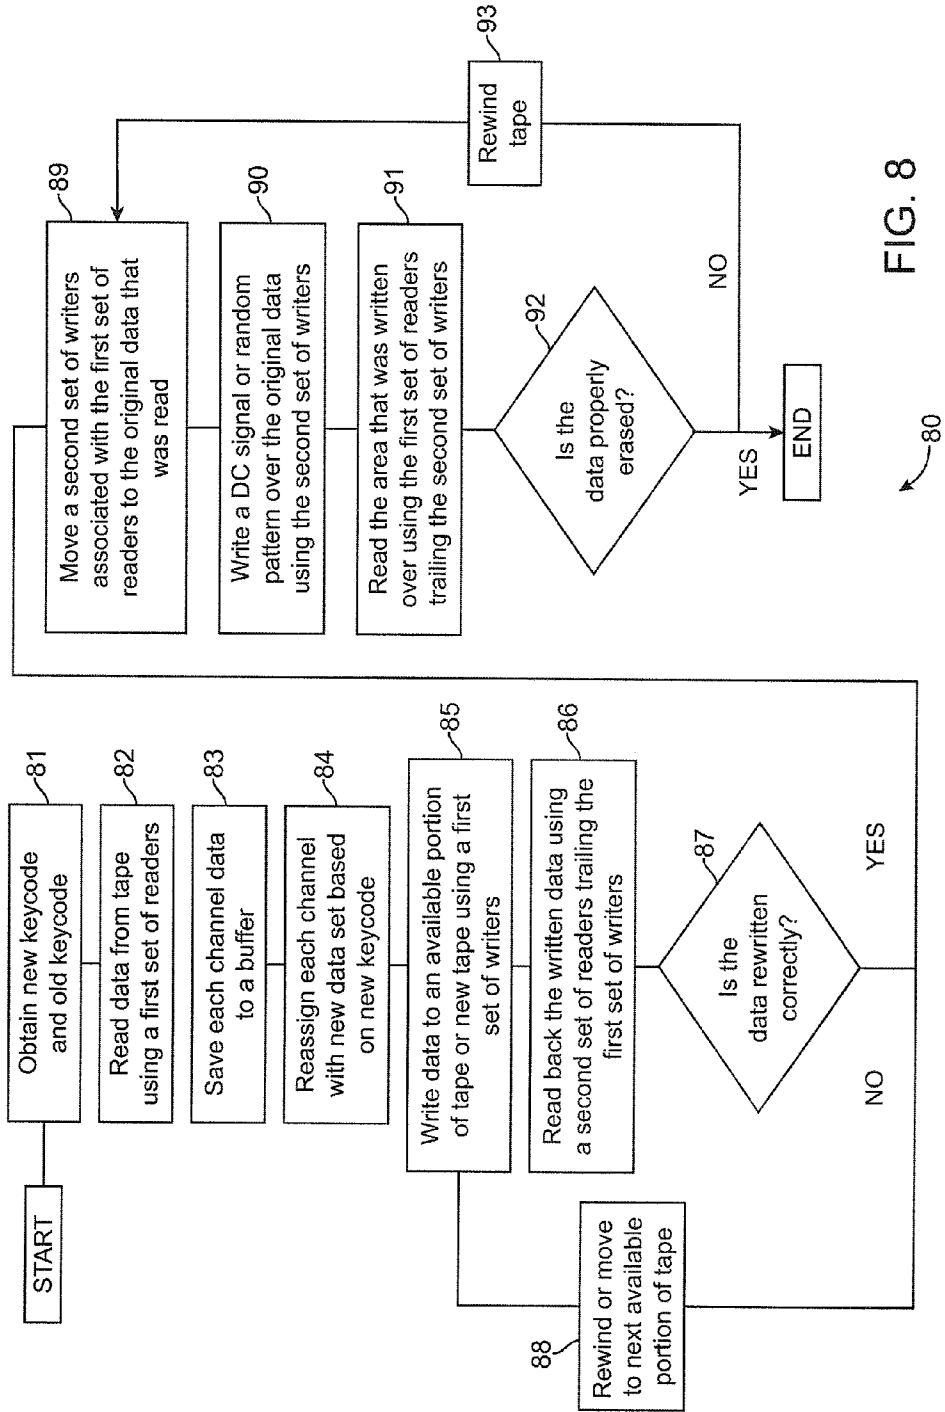 START
Obtain new keycode
and old keycode
81
Read data from tape
using a first set of readers
82
Save each channel data
to a buffer
83
Reassign each channel
with new data set based
on new keycode
84
Write data to an available portion
of tape or new tape using a first
set of writers
85
Read back the written data using
a second set of readers trailing the
first set of writers
86
Is the
data rewritten
correctly?
87
NO
YES
88
Rewind or move
to next available
portion of tape
Move a second set of writers
associated with the first set of
readers to the original data that
was read
89
Write a DC signal or random
pattern over the original data
using the second set of writers
90
Read the area that was written
over using the first set of readers
trailing the second set of writers
91
Is the
data properly
erased?
92
YES
NO
Rewind
tape
93
END
80
FIG. 8